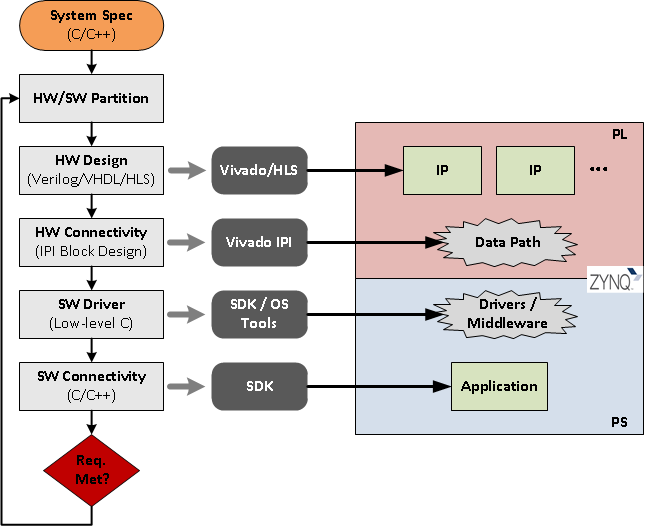 System Spec
(C/C++)
HW/SW Partition
HW Design
(Verilog/VHDL/HLS)
Vivado/HLS
PL
IP
IP
...
HW Connectivity
(IPI Block Design)
Vivado IPI
Data Path
ZYNQ
SW Driver
(Low-level C)
SDK / OS
Tools
Drivers /
Middleware
SW Connectivity
(C/C++)
SDK
Application
PS
Req.
Met?